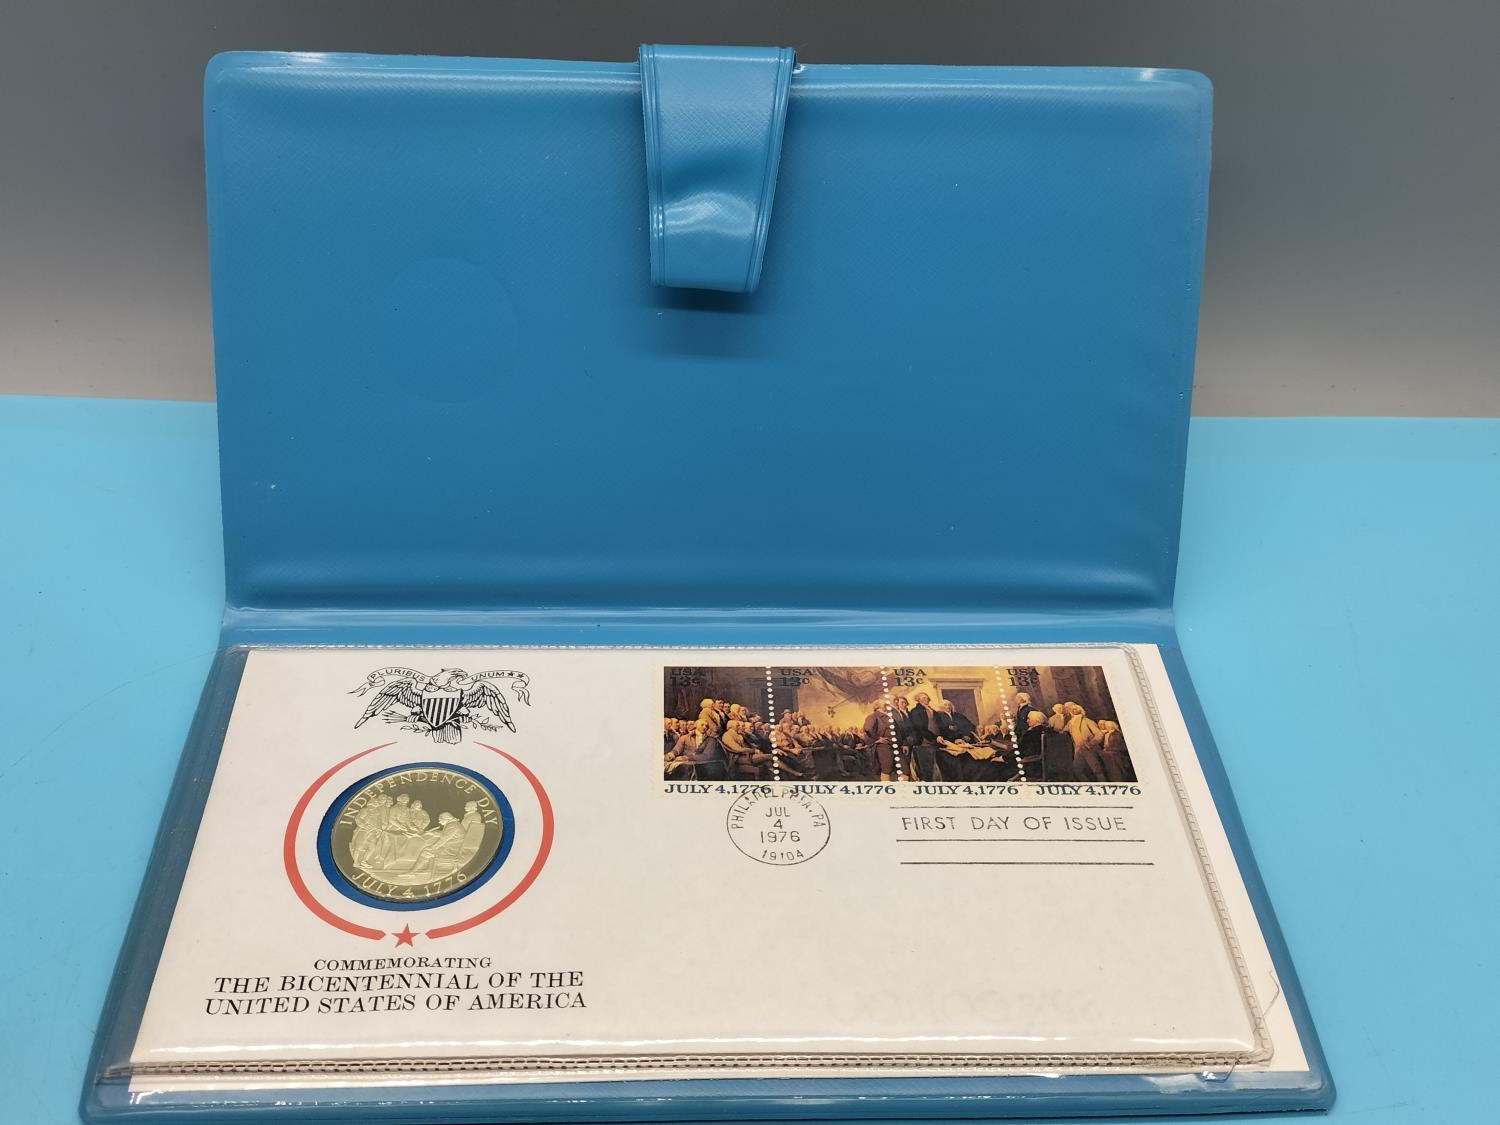 PLURIBUS UNUM
INDEPENDENCE DAY
JULY 4, 1776
COMMEMORATING
THE BICENTENNIAL OF THE
UNITED STATES OF AMERICA
USA USA USA USA
13c 13c 13c 13c
JULY 4,1776 JULY 4,1776 JULY 4,1776 JULY 4,1776
PHILADELPHIA, PA
JUL
4
1976
19104
FIRST DAY OF ISSUE